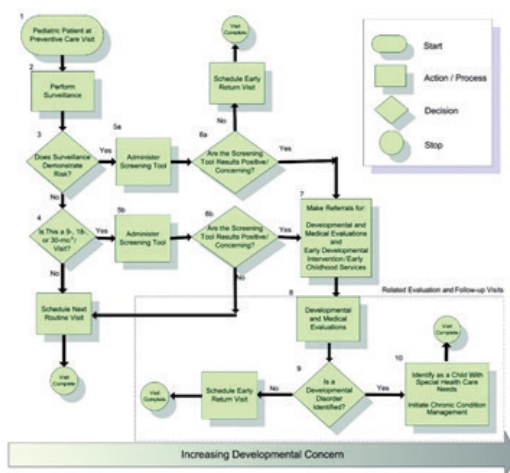 1
Pediatric Patient at
Preventive Care Visit
2
Perform
Surveillance
3
Does Surveillance
Demonstrate
Risk?
Yes
No
5a
Administer
Screening Tool
6a
Are the Screening
Tool Results Positive/
Concerning?
Yes
No
Schedule Early
Return Visit
Visit
Complete
4
Is This a 9-, 18-
or 30-mo
Visit?
Yes
No
5b
Administer
Screening Tool
6b
Are the Screening
Tool Results Positive/
Concerning?
Yes
No
7
Make Referrals for:
Developmental and
Medical Evaluations
and
Early Developmental
Intervention/Early
Childhood Services
Schedule Next
Routine Visit
Visit
Complete
Related Evaluation and Follow-up Visits
8
Developmental
and Medical
Evaluations
9
Is a
Developmental
Disorder
Identified?
No
Yes
Schedule Early
Return Visit
Visit
Complete
10
Identify as a Child With
Special Health Care
Needs
Initiate Chronic Condition
Management
Visit
Complete
Increasing Developmental Concern
Start
Action / Process
Decision
Stop